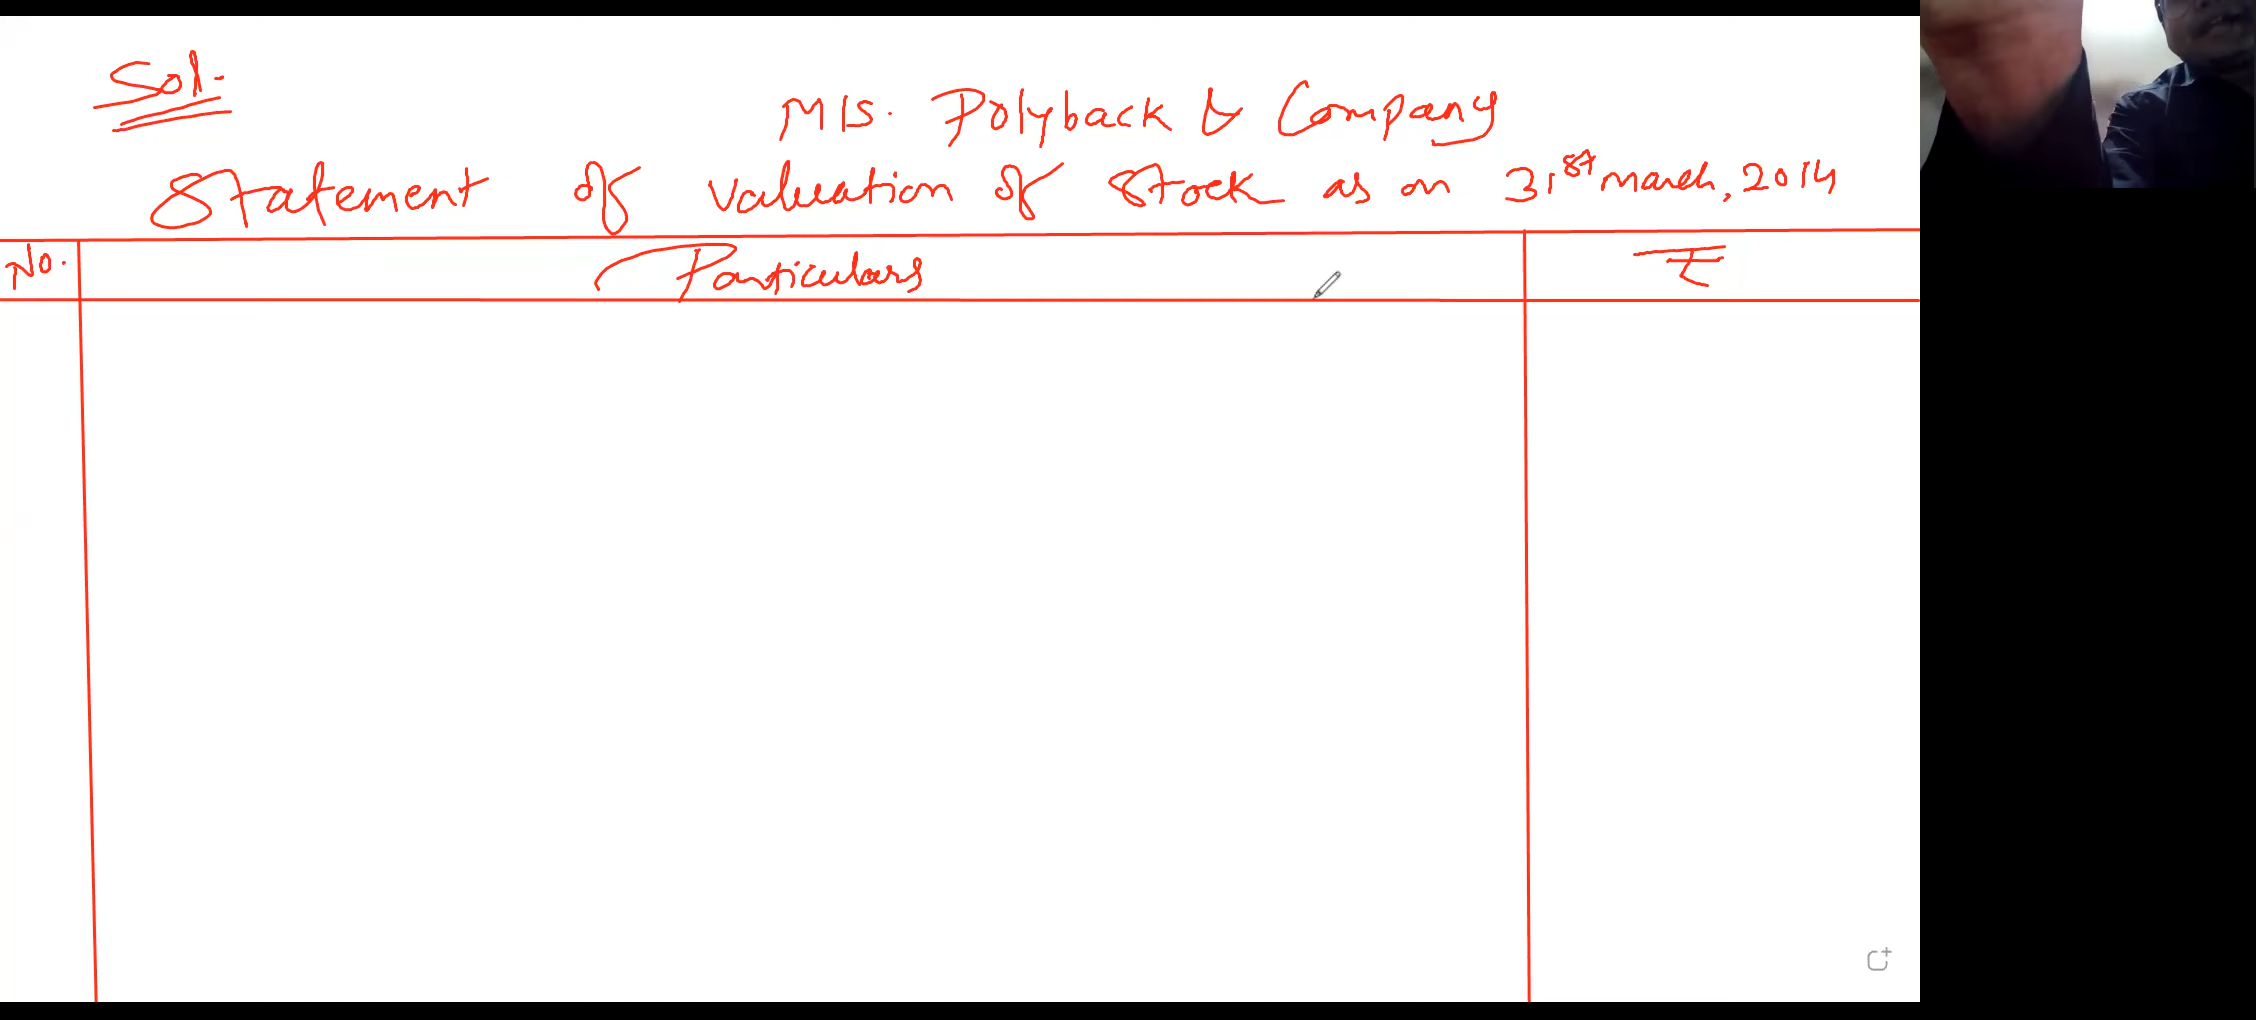 Sol.
M/s. Polyback & Company
Statement of valuation of Stock as on 31st march, 2014
No. Particulars ₹